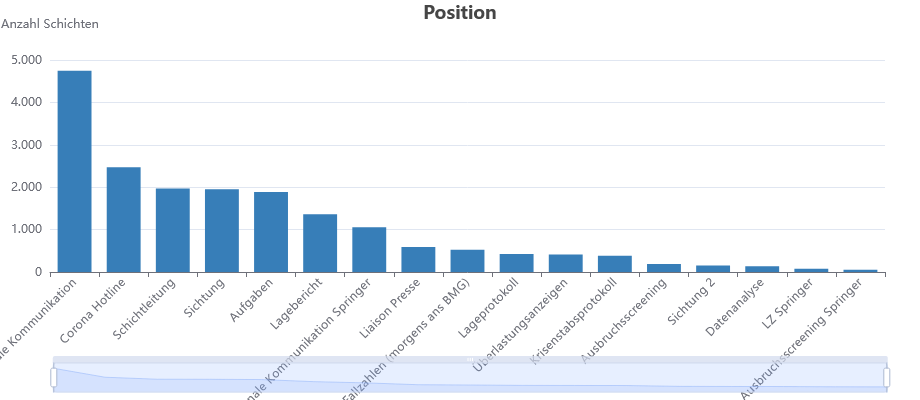 Position
Anzahl Schichten
5.000
4.000
3.000
2.000
1.000
0
Kommunikation
Corona Hotline
Schichtleitung
Sichtung
Aufgaben
Lagebericht
Kommunikation Springer
Liaison Presse
Fallzahlen (morgens ans BMG)
Lageprotokoll
Überlastungsanzeigen
Krisenstabsprotokoll
Ausbruchsscreening
Sichtung 2
Datenanalyse
LZ Springer
Ausbruchsscreening Springer